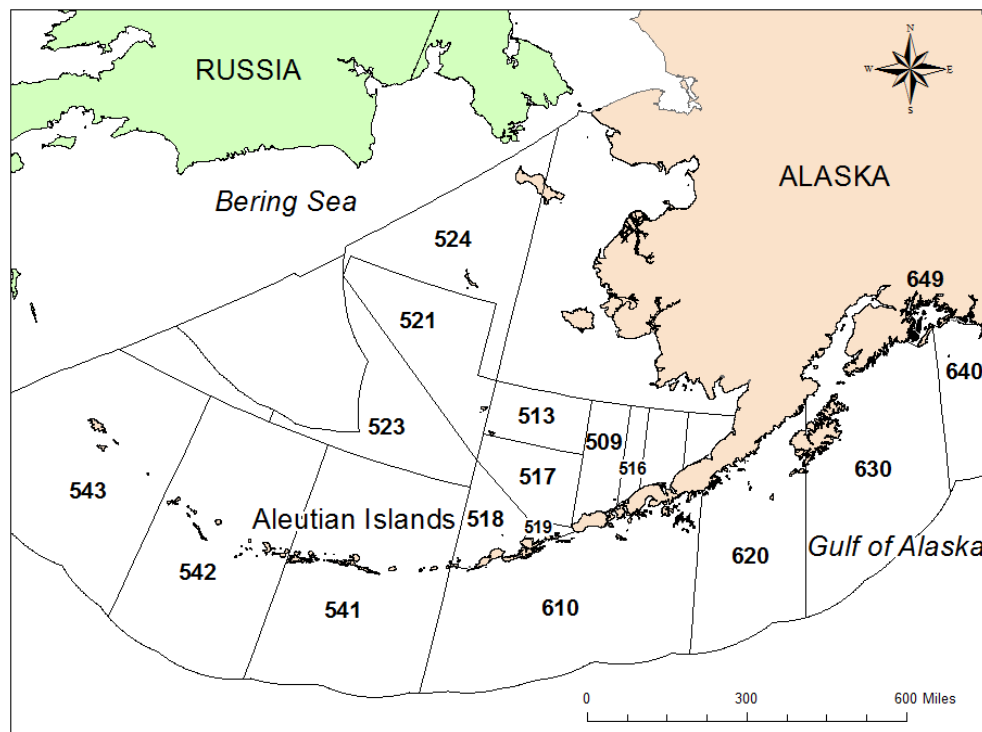 N
W E
S
RUSSIA
ALASKA
Bering Sea
524
649
521
640
513
523
509
516
630
543
517
518
519
Aleutian Islands
Gulf of Alaska
542
620
541
610
0 300 600 Miles